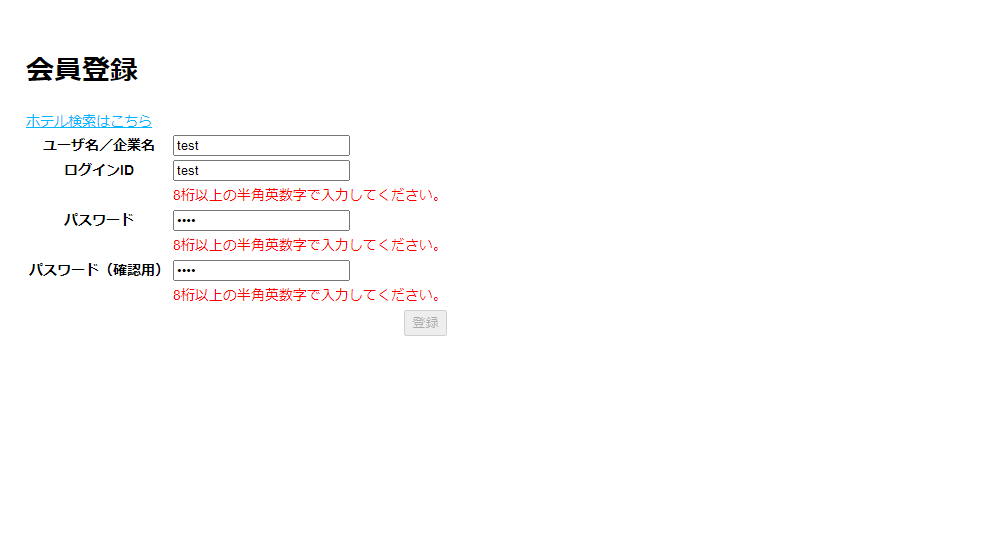 会員登録
ホテル検索はこちら
ユーザ名／企業名 test
ログインID test
8桁以上の半角英数字で入力してください。
パスワード ••••
8桁以上の半角英数字で入力してください。
パスワード（確認用） ••••
8桁以上の半角英数字で入力してください。
登録